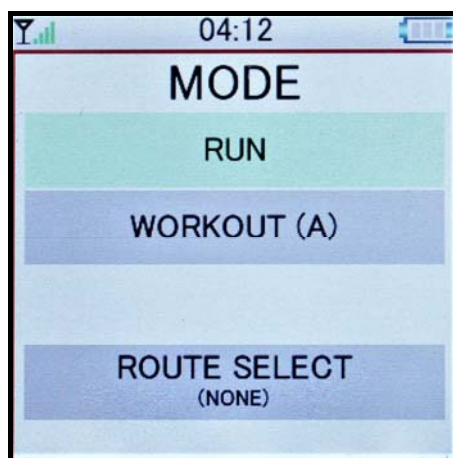 04:12
MODE
RUN
WORKOUT (A)
ROUTE SELECT
(NONE)